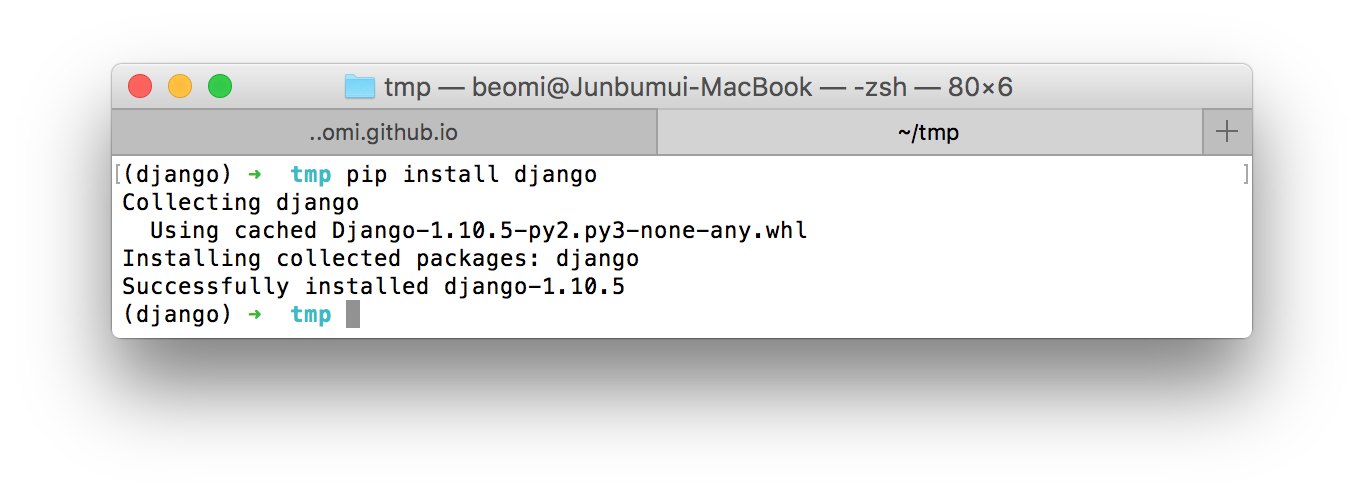 tmp — beomi@Junbumui-MacBook — -zsh — 80×6
..omi.github.io
~/tmp
[(django) ➜  tmp pip install django ]
Collecting django
  Using cached Django-1.10.5-py2.py3-none-any.whl
Installing collected packages: django
Successfully installed django-1.10.5
(django) ➜  tmp